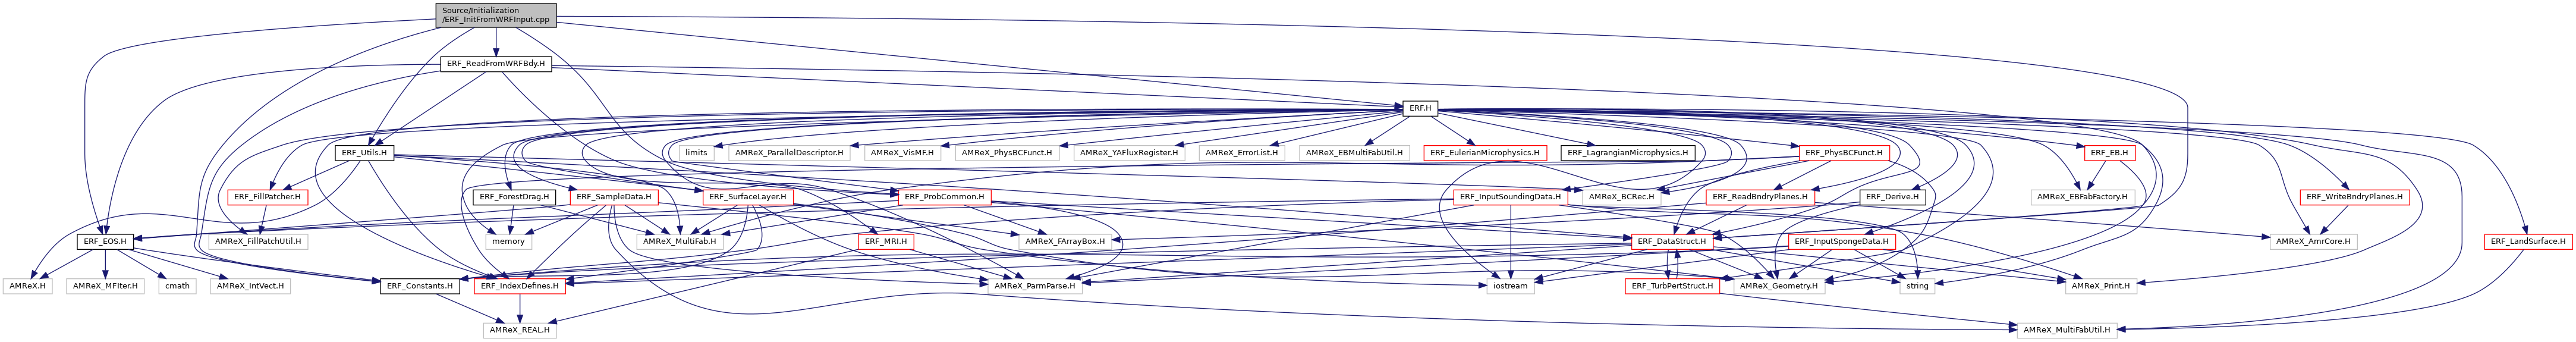 Source/Initialization
/ERF_InitFromWRFInput.cpp
ERF_ReadFromWRFBdy.H
ERF.H
ERF_Utils.H
limits
AMReX_ParallelDescriptor.H
AMReX_VisMF.H
AMReX_PhysBCFunct.H
AMReX_YAFluxRegister.H
AMReX_ErrorList.H
AMReX_EBMultiFabUtil.H
ERF_EulerianMicrophysics.H
ERF_LagrangianMicrophysics.H
ERF_PhysBCFunct.H
ERF_EB.H
ERF_FillPatcher.H
ERF_ForestDrag.H
ERF_SampleData.H
ERF_SurfaceLayer.H
ERF_ProbCommon.H
AMReX_BCRec.H
ERF_InputSoundingData.H
ERF_ReadBndryPlanes.H
ERF_Derive.H
AMReX_EBFabFactory.H
ERF_WriteBndryPlanes.H
ERF_EOS.H
AMReX_FillPatchUtil.H
memory
AMReX_MultiFab.H
ERF_MRI.H
AMReX_FArrayBox.H
ERF_DataStruct.H
ERF_InputSpongeData.H
AMReX_AmrCore.H
ERF_LandSurface.H
AMReX.H
AMReX_MFIter.H
cmath
AMReX_IntVect.H
ERF_Constants.H
ERF_IndexDefines.H
AMReX_ParmParse.H
iostream
ERF_TurbPertStruct.H
AMReX_Geometry.H
string
AMReX_Print.H
AMReX_REAL.H
AMReX_MultiFabUtil.H